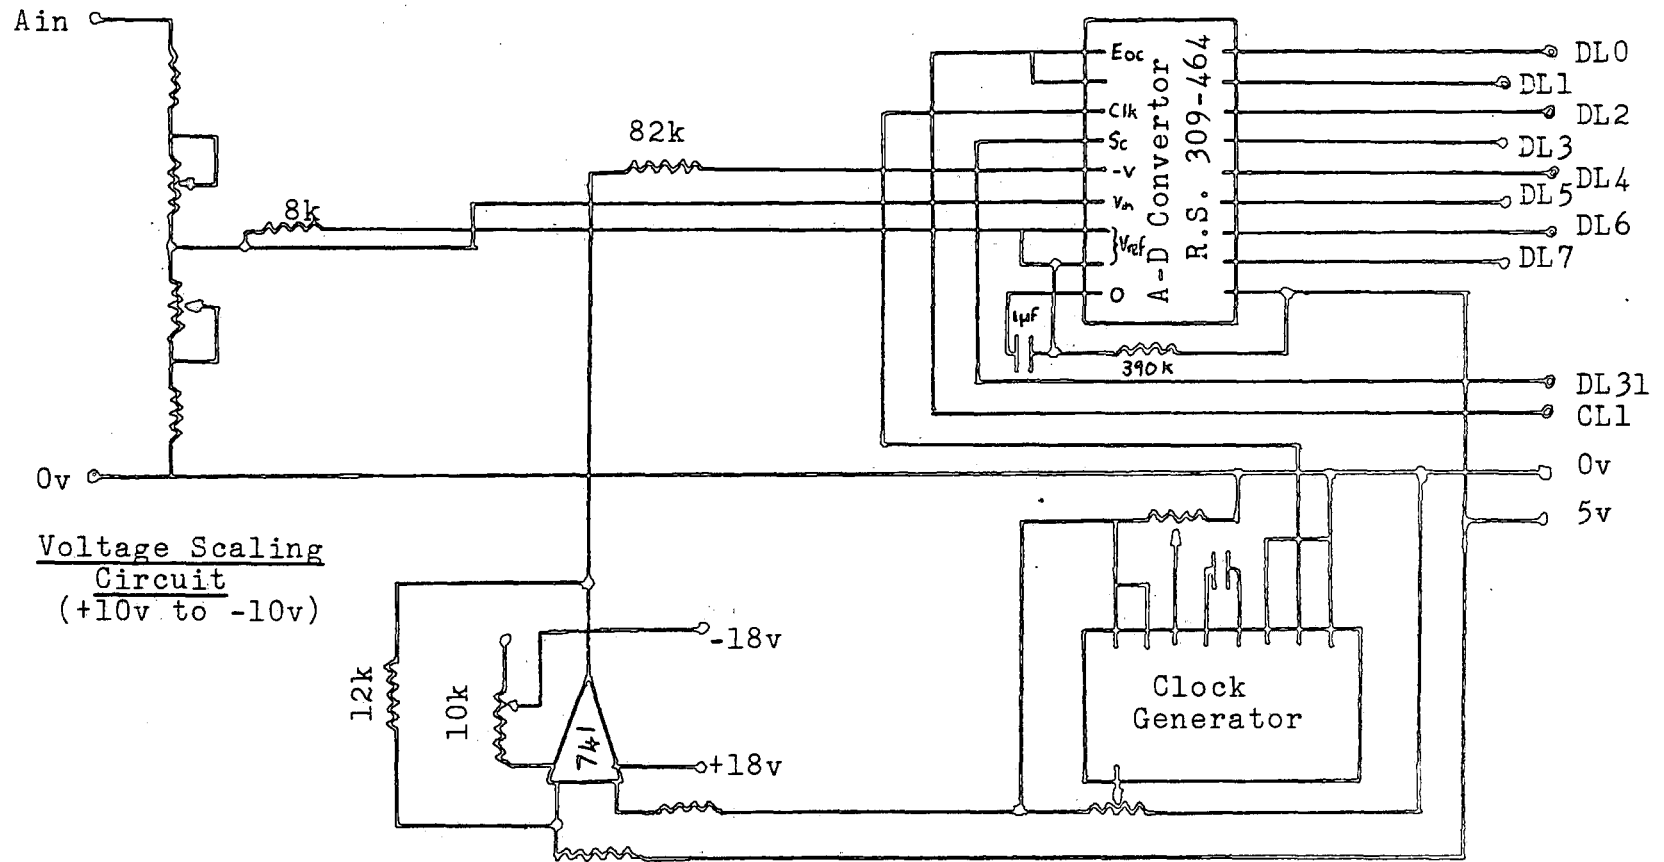 Ain
82k
8k
Eoc
Clk
Sc
-V
Vin
}Vref
O
A-D Convertor
R.S. 309-464
DL0
DL1
DL2
DL3
DL4
DL5
DL6
DL7
1µF
390k
DL31
CL1
0v
0v
5v
Voltage Scaling
Circuit
(+10v to -10v)
12k
10k
-18v
741
+18v
Clock
Generator